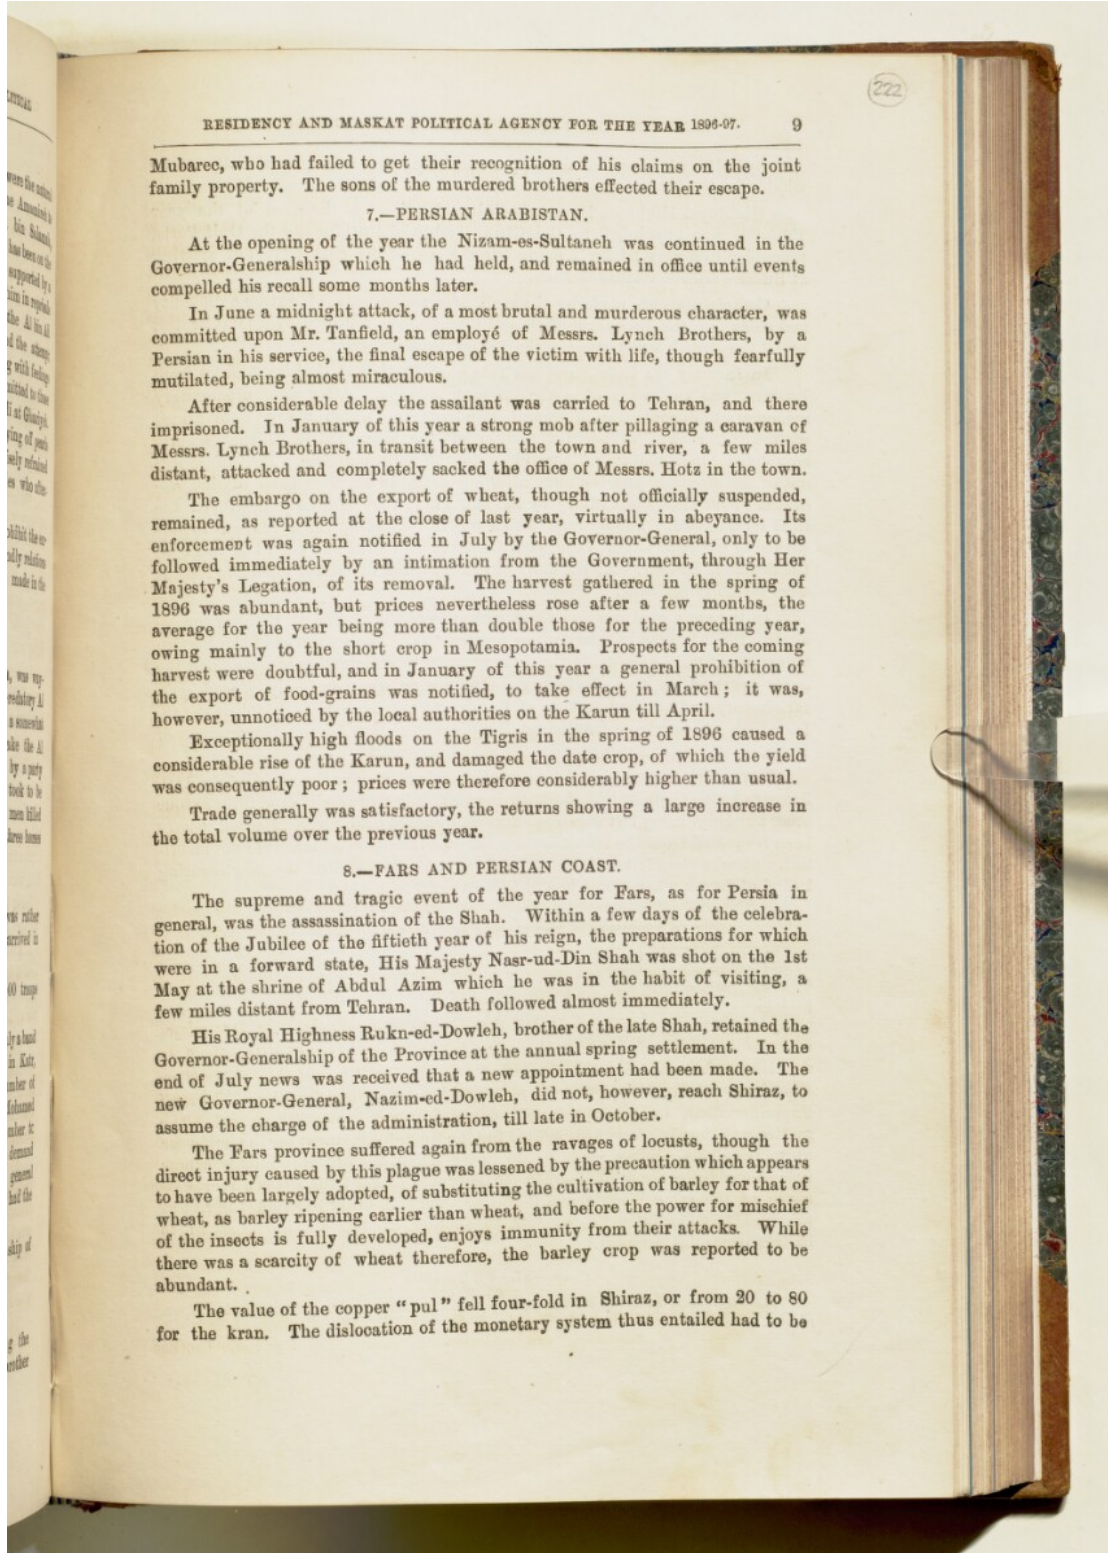 222
RESIDENCY AND MASKAT POLITICAL AGENCY FOR THE YEAR 1896-97. 9
Mubarec, who had failed to get their recognition of his claims on the joint
family property. The sons of the murdered brothers effected their escape.
7.—PERSIAN ARABISTAN.
At the opening of the year the Nizam-es-Sultaneh was continued in the
Governor-Generalship which he had held, and remained in office until events
compelled his recall some months later.
In June a midnight attack, of a most brutal and murderous character, was
committed upon Mr. Tanfield, an employé of Messrs. Lynch Brothers, by a
Persian in his service, the final escape of the victim with life, though fearfully
mutilated, being almost miraculous.
After considerable delay the assailant was carried to Tehran, and there
imprisoned. In January of this year a strong mob after pillaging a caravan of
Messrs. Lynch Brothers, in transit between the town and river, a few miles
distant, attacked and completely sacked the office of Messrs. Hotz in the town.
The embargo on the export of wheat, though not officially suspended,
remained, as reported at the close of last year, virtually in abeyance. Its
enforcement was again notified in July by the Governor-General, only to be
followed immediately by an intimation from the Government, through Her
Majesty's Legation, of its removal. The harvest gathered in the spring of
1896 was abundant, but prices nevertheless rose after a few months, the
average for the year being more than double those for the preceding year,
owing mainly to the short crop in Mesopotamia. Prospects for the coming
harvest were doubtful, and in January of this year a general prohibition of
the export of food-grains was notified, to take effect in March; it was,
however, unnoticed by the local authorities on the Karun till April.
Exceptionally high floods on the Tigris in the spring of 1896 caused a
considerable rise of the Karun, and damaged the date crop, of which the yield
was consequently poor; prices were therefore considerably higher than usual.
Trade generally was satisfactory, the returns showing a large increase in
the total volume over the previous year.
8.—FARS AND PERSIAN COAST.
The supreme and tragic event of the year for Fars, as for Persia in
general, was the assassination of the Shah. Within a few days of the celebra-
tion of the Jubilee of the fiftieth year of his reign, the preparations for which
were in a forward state, His Majesty Nasr-ud-Din Shah was shot on the 1st
May at the shrine of Abdul Azim which he was in the habit of visiting, a
few miles distant from Tehran. Death followed almost immediately.
His Royal Highness Rukn-ed-Dowleh, brother of the late Shah, retained the
Governor-Generalship of the Province at the annual spring settlement. In the
end of July news was received that a new appointment had been made. The
new Governor-General, Nazim-ed-Dowleh, did not, however, reach Shiraz, to
assume the charge of the administration, till late in October.
The Fars province suffered again from the ravages of locusts, though the
direct injury caused by this plague was lessened by the precaution which appears
to have been largely adopted, of substituting the cultivation of barley for that of
wheat, as barley ripening earlier than wheat, and before the power for mischief
of the insects is fully developed, enjoys immunity from their attacks. While
there was a scarcity of wheat therefore, the barley crop was reported to be
abundant.
The value of the copper "pul" fell four-fold in Shiraz, or from 20 to 80
for the kran. The dislocation of the monetary system thus entailed had to be